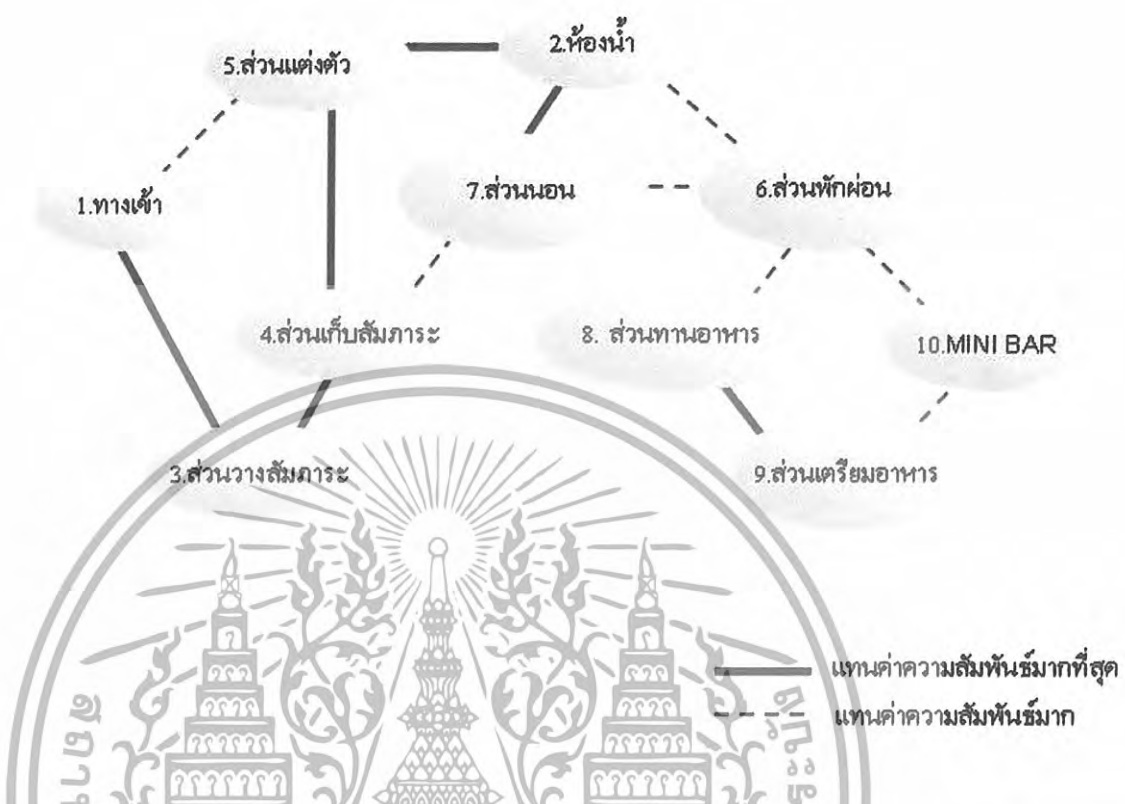 2.ห้องน้ำ
5.ส่วนแต่งตัว
7.ส่วนนอน
6.ส่วนพักผ่อน
1.ทางเข้า
4.ส่วนเก็บสัมภาระ
8. ส่วนทานอาหาร
10.MINI BAR
3.ส่วนวางสัมภาระ
9.ส่วนเตรียมอาหาร
แทนค่าความสัมพันธ์มากที่สุด
แทนค่าความสัมพันธ์มาก